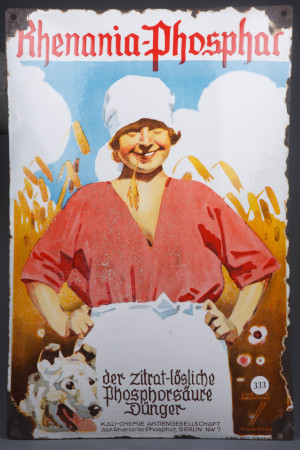 Rhenania-Phosphat
333
der zitrat-lösliche
Phosphorsäure
Dünger
KALI-CHEMIE AKTIENGESELLSCHAFT
Abt. Rhenania-Phosphat, BERLIN NW 7